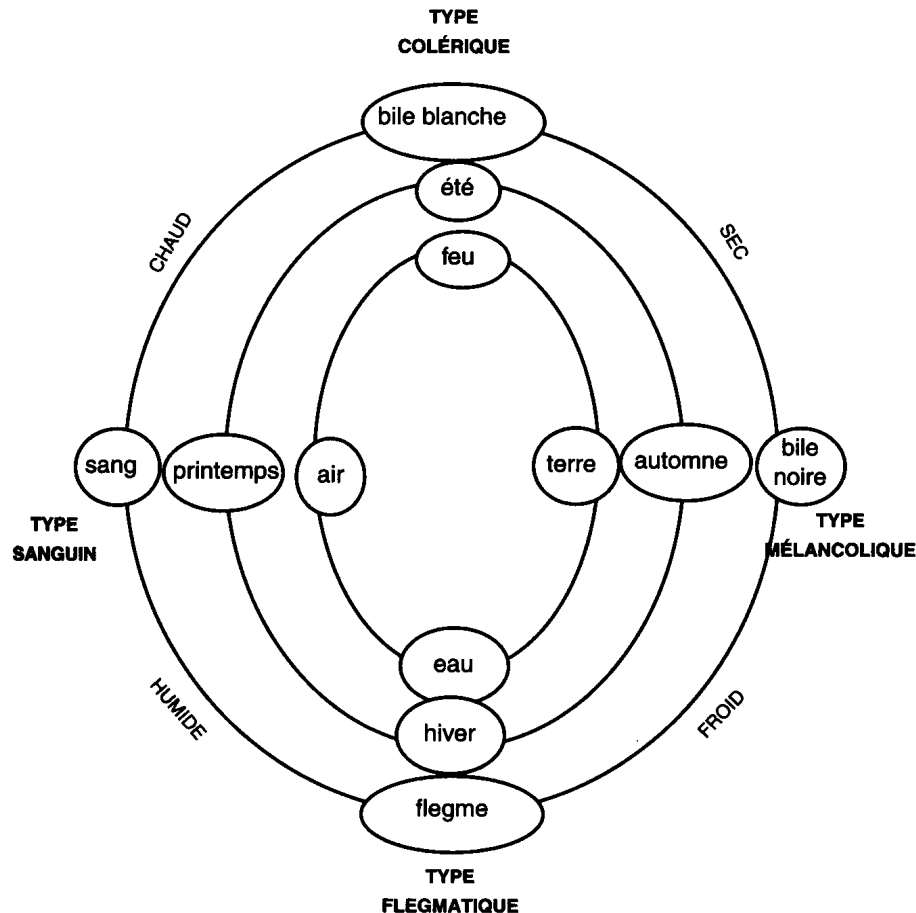 TYPE
COLÉRIQUE
bile blanche
été
feu
CHAUD
SEC
sang
printemps
air
terre
automne
bile
noire
TYPE
SANGUIN
TYPE
MÉLANCOLIQUE
HUMIDE
FROID
eau
hiver
flegme
TYPE
FLEGMATIQUE